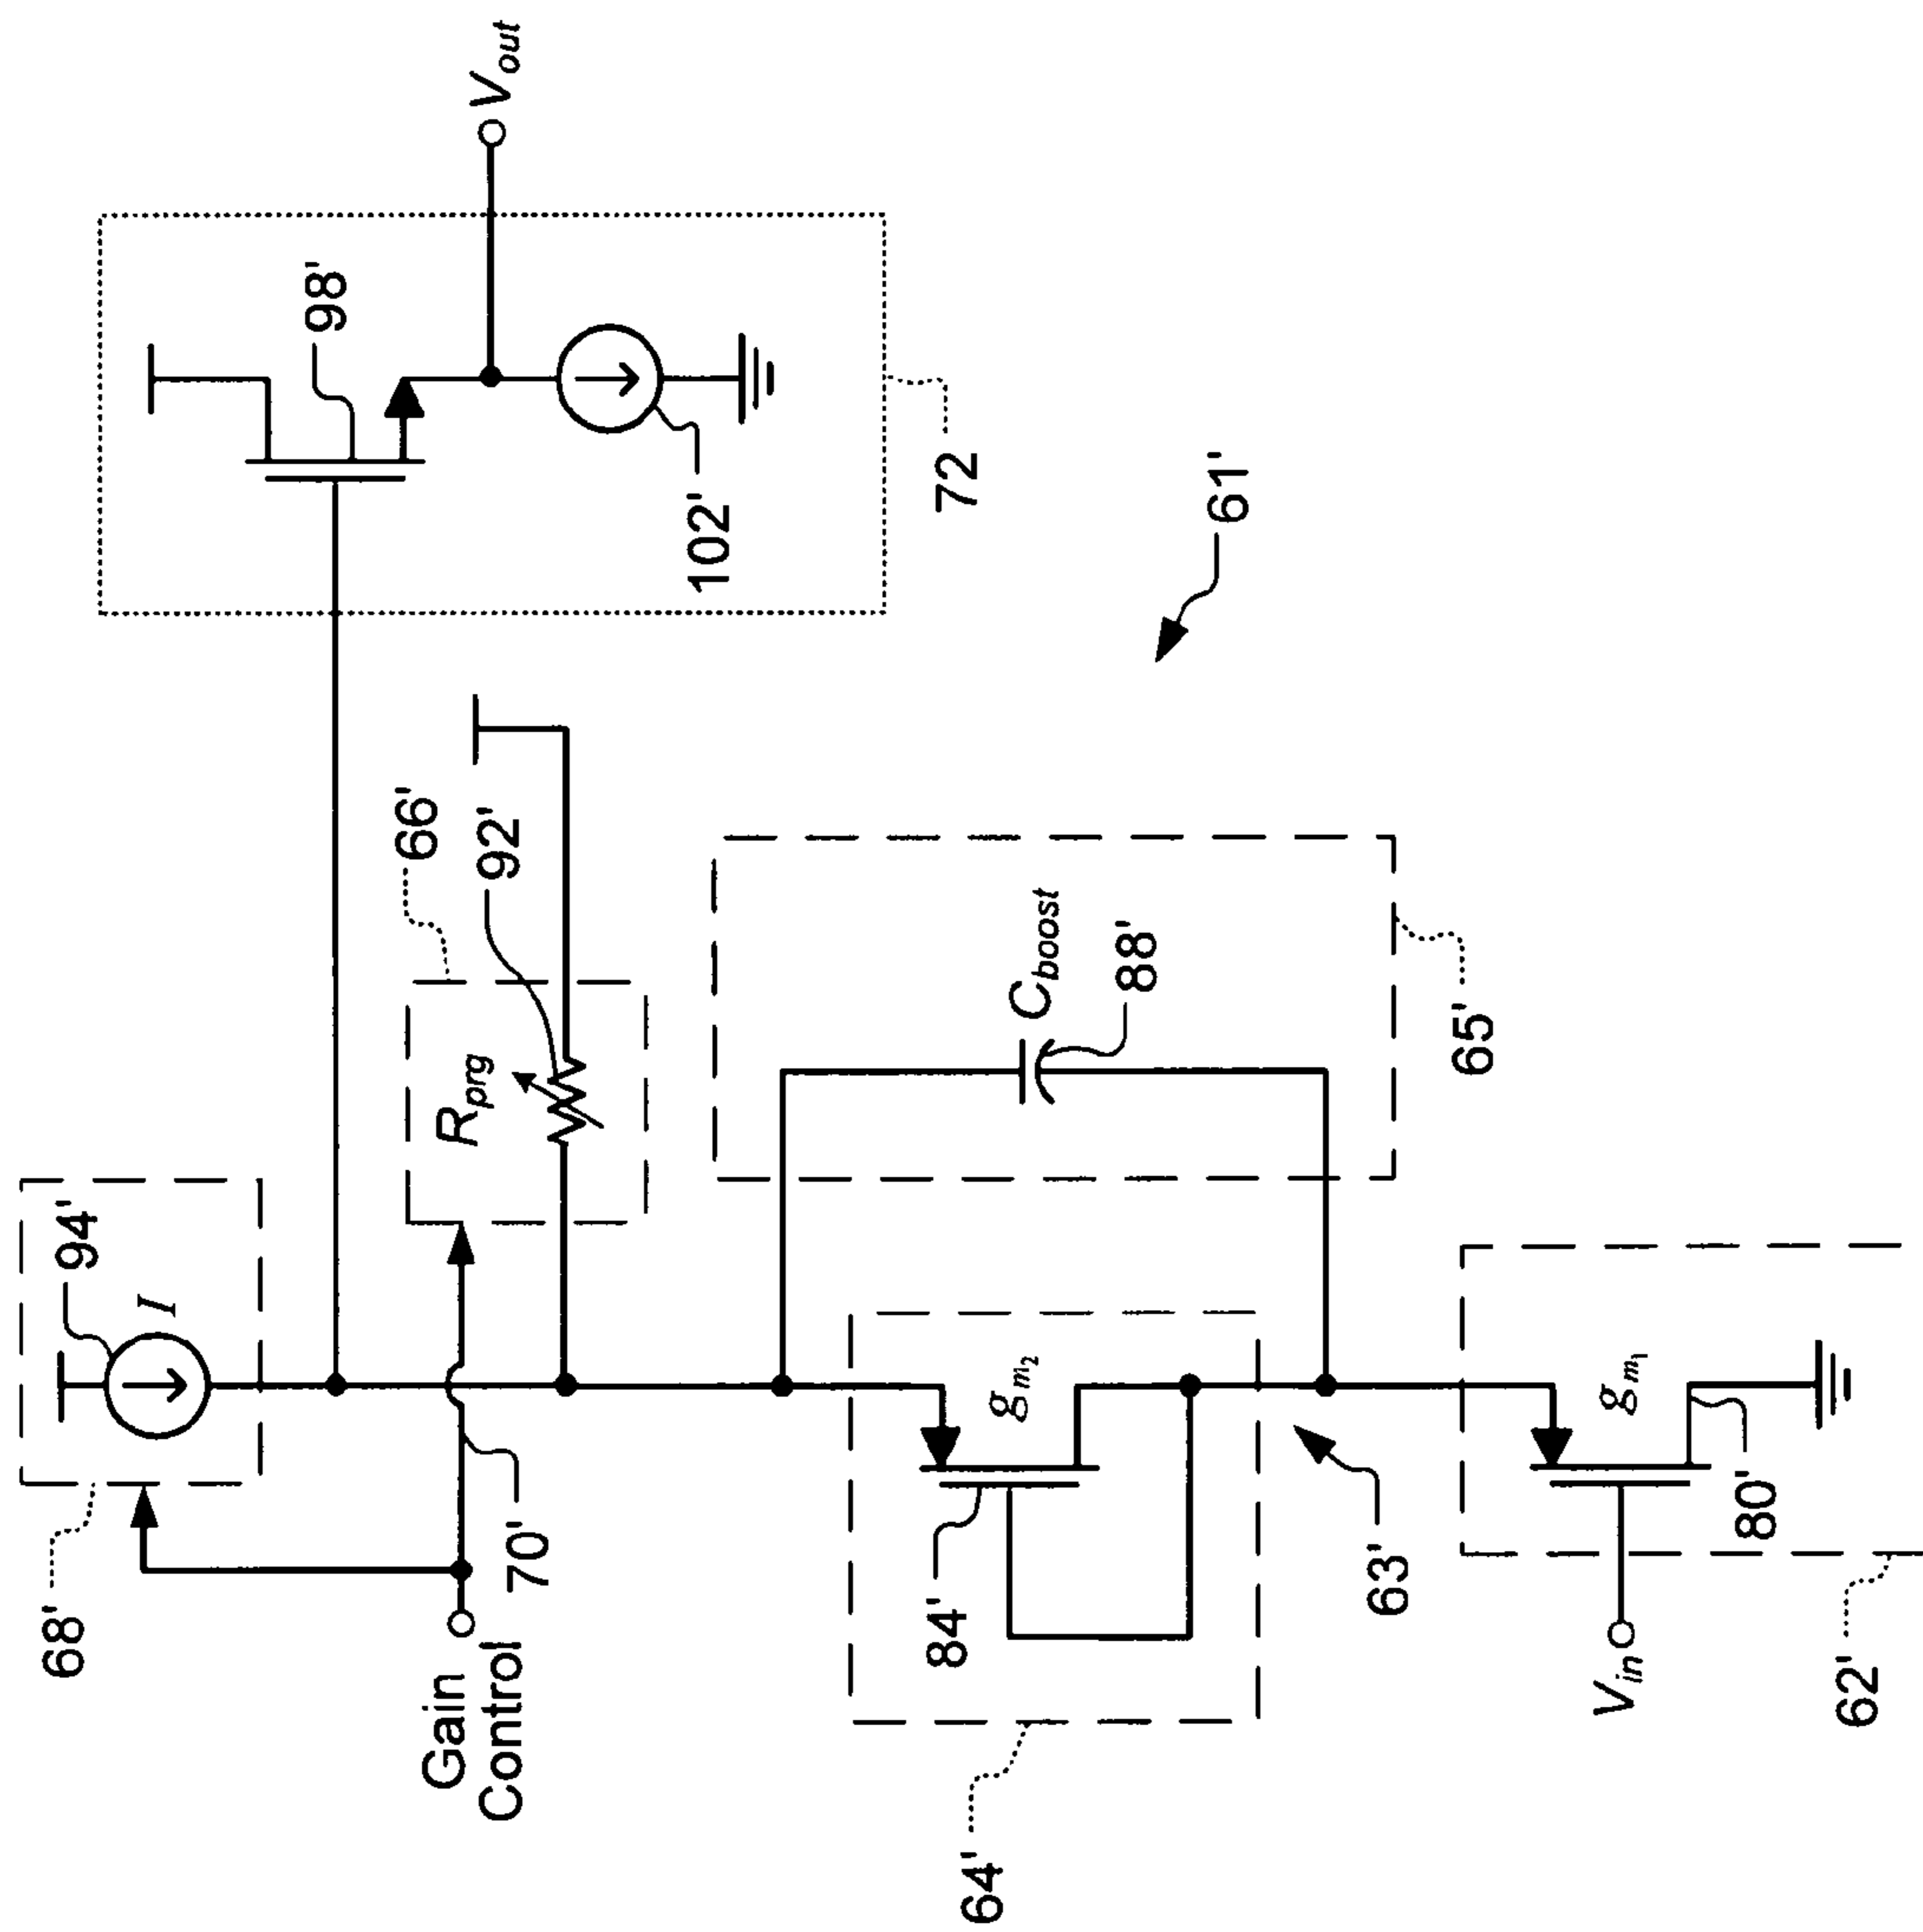 68'
94'
I
Gain
Control
70'
66'
R_prg
92'
98'
V_out
102'
72
61'
64'
84'
g_m2
63'
C_boost
88'
65'
V_in
62'
80'
g_m1